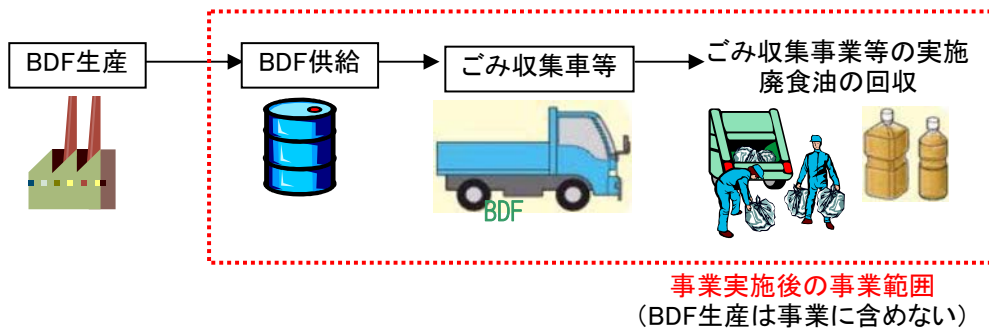 BDF生産
BDF供給
ごみ収集車等
ごみ収集事業等の実施
廃食油の回収
BDF
事業実施後の事業範囲
(BDF生産は事業に含めない)